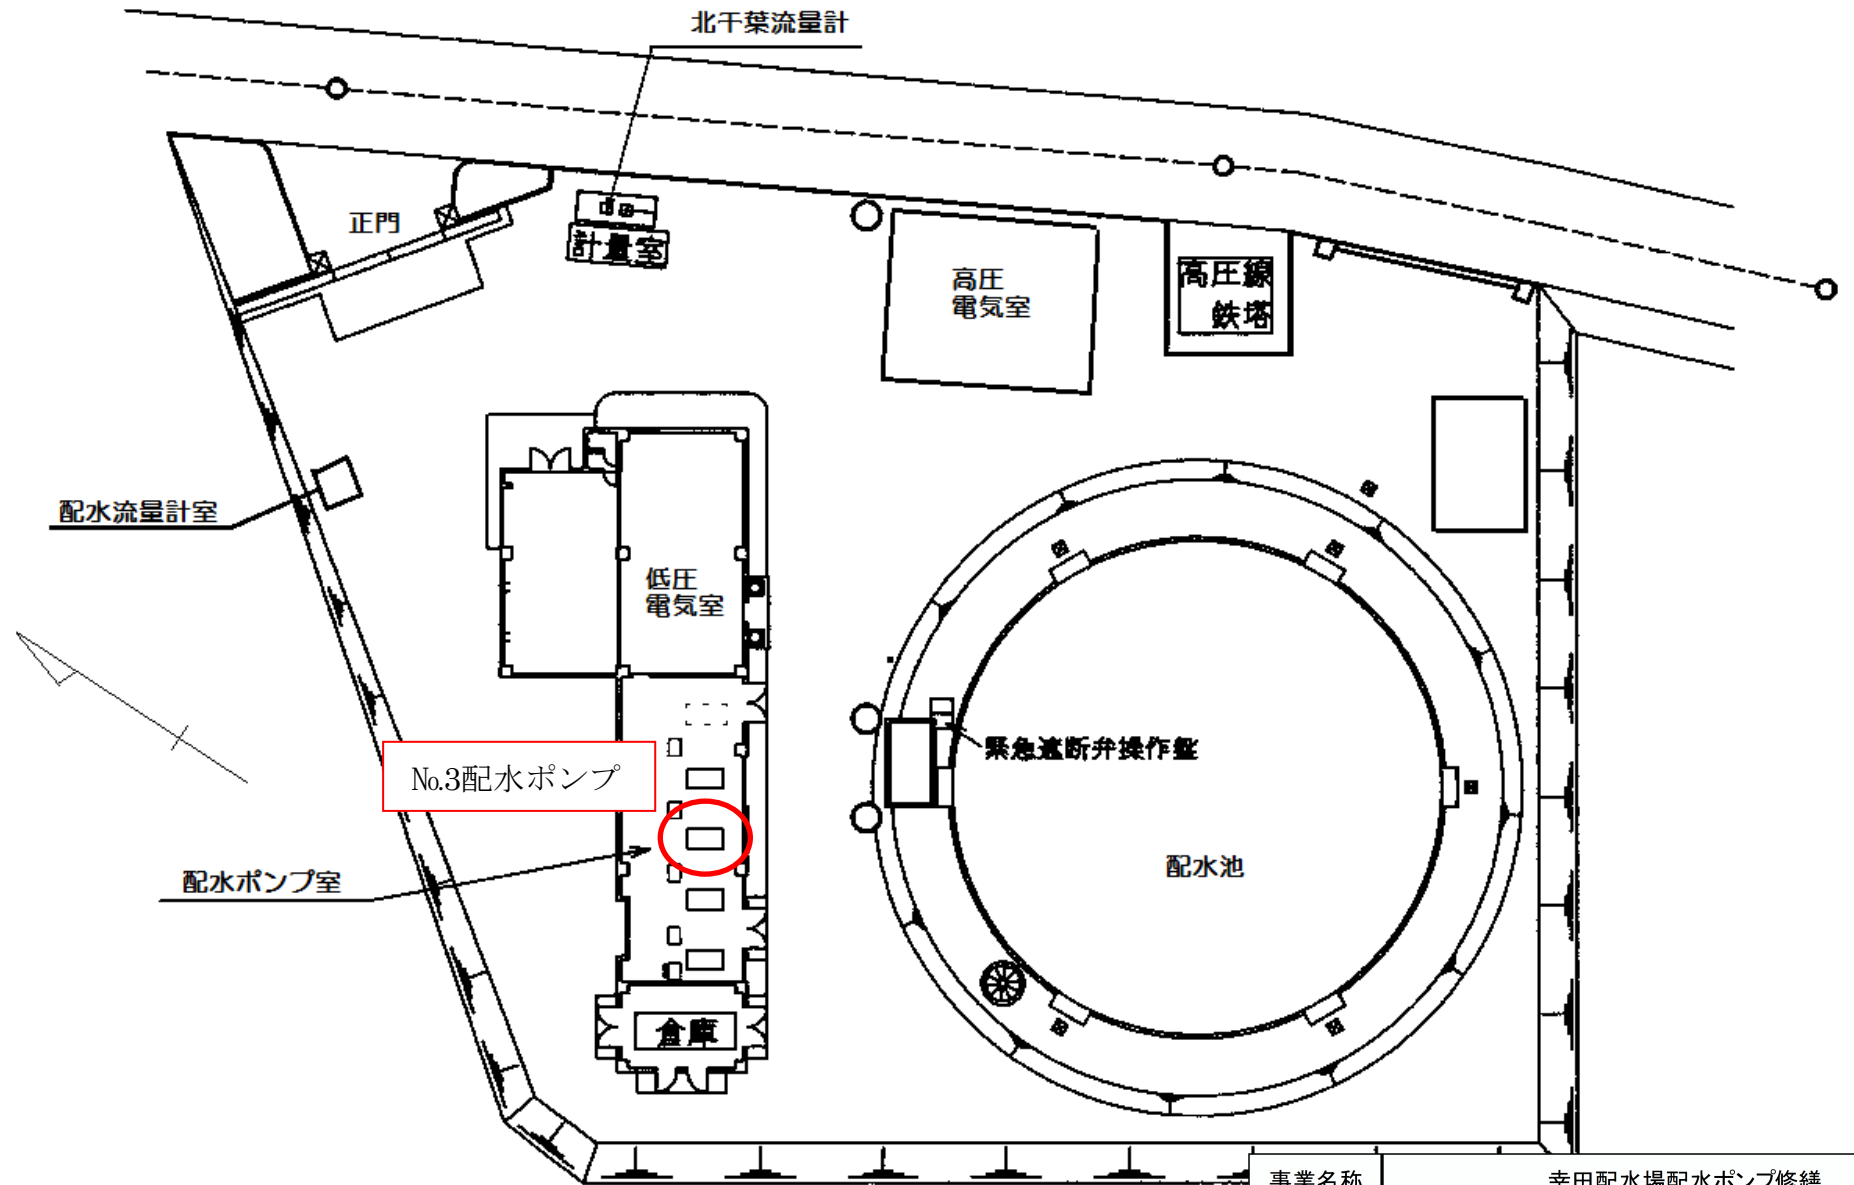 北千葉流量計
正門
計量室
高圧
電気室
高圧線
鉄塔
配水流量計室
低圧
電気室
緊急遮断弁操作盤
№3配水ポンプ
配水ポンプ室
配水池
倉庫
事業名称
幸田配水場配水ポンプ修繕